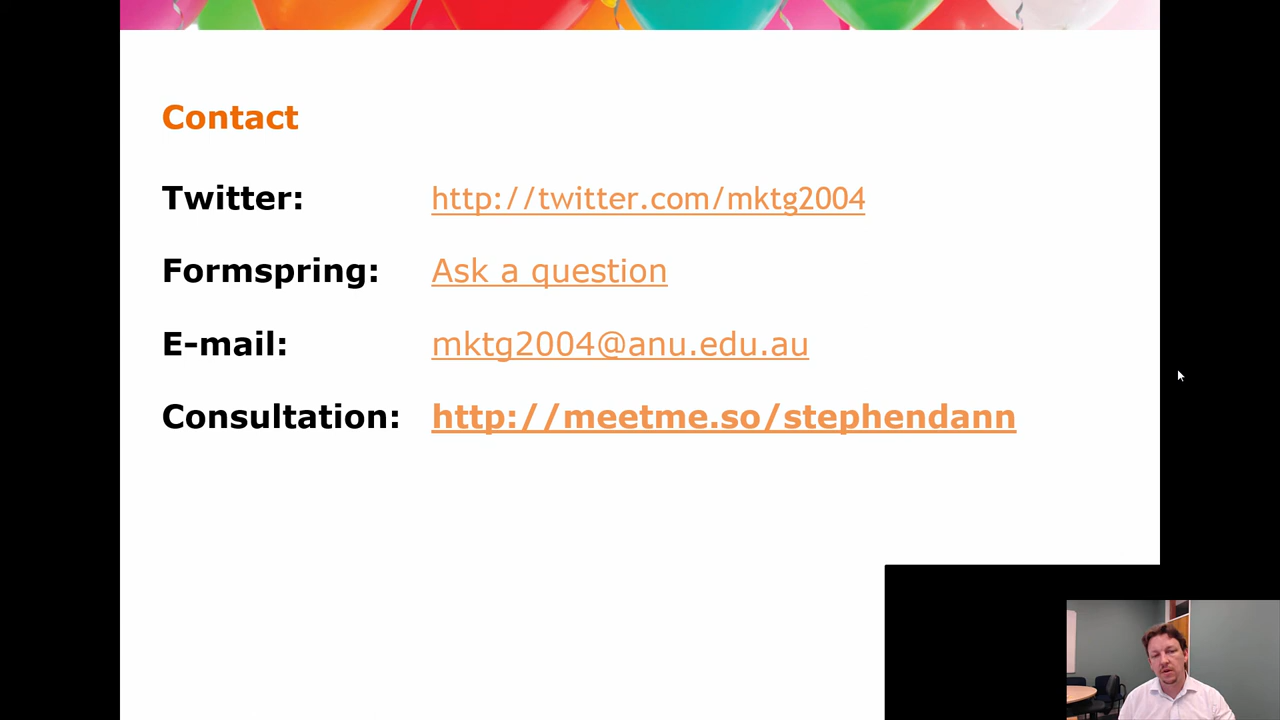 Contact
Twitter: http://twitter.com/mktg2004
Formspring: Ask a question
E-mail: mktg2004@anu.edu.au
Consultation: http://meetme.so/stephendann